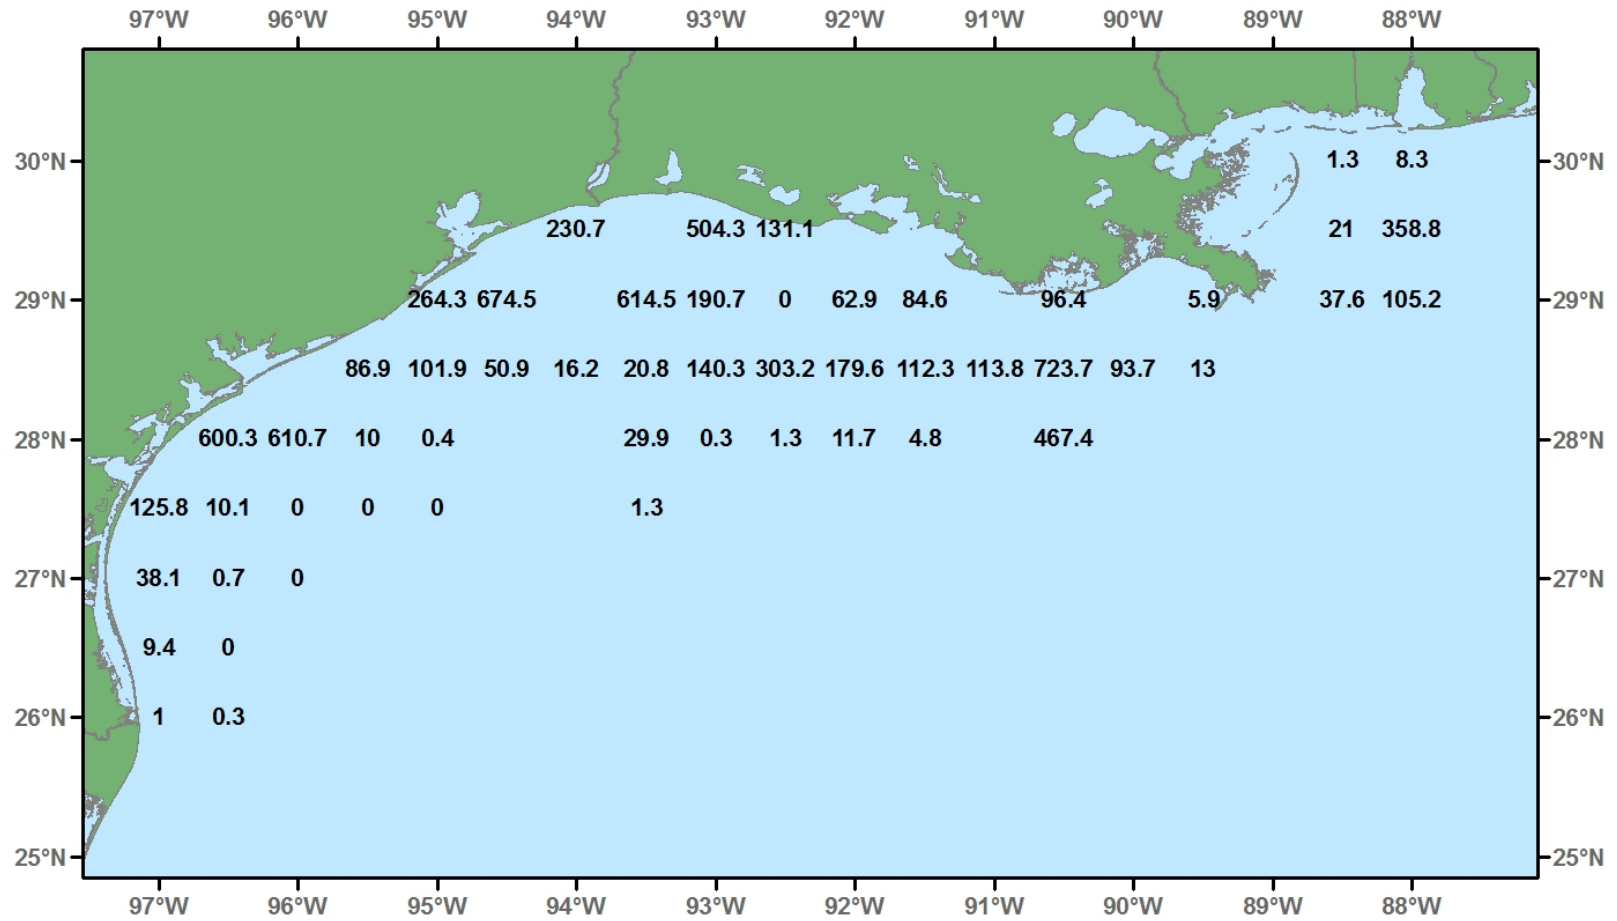 97°W 96°W 95°W 94°W 93°W 92°W 91°W 90°W 89°W 88°W
30°N 1.3 8.3 30°N
230.7 504.3 131.1 21 358.8
29°N 264.3 674.5 614.5 190.7 0 62.9 84.6 96.4 5.9 37.6 105.2 29°N
86.9 101.9 50.9 16.2 20.8 140.3 303.2 179.6 112.3 113.8 723.7 93.7 13
28°N 600.3 610.7 10 0.4 29.9 0.3 1.3 11.7 4.8 467.4 28°N
125.8 10.1 0 0 0 1.3
27°N 38.1 0.7 0 27°N
9.4 0
26°N 1 0.3 26°N
25°N 25°N
97°W 96°W 95°W 94°W 93°W 92°W 91°W 90°W 89°W 88°W